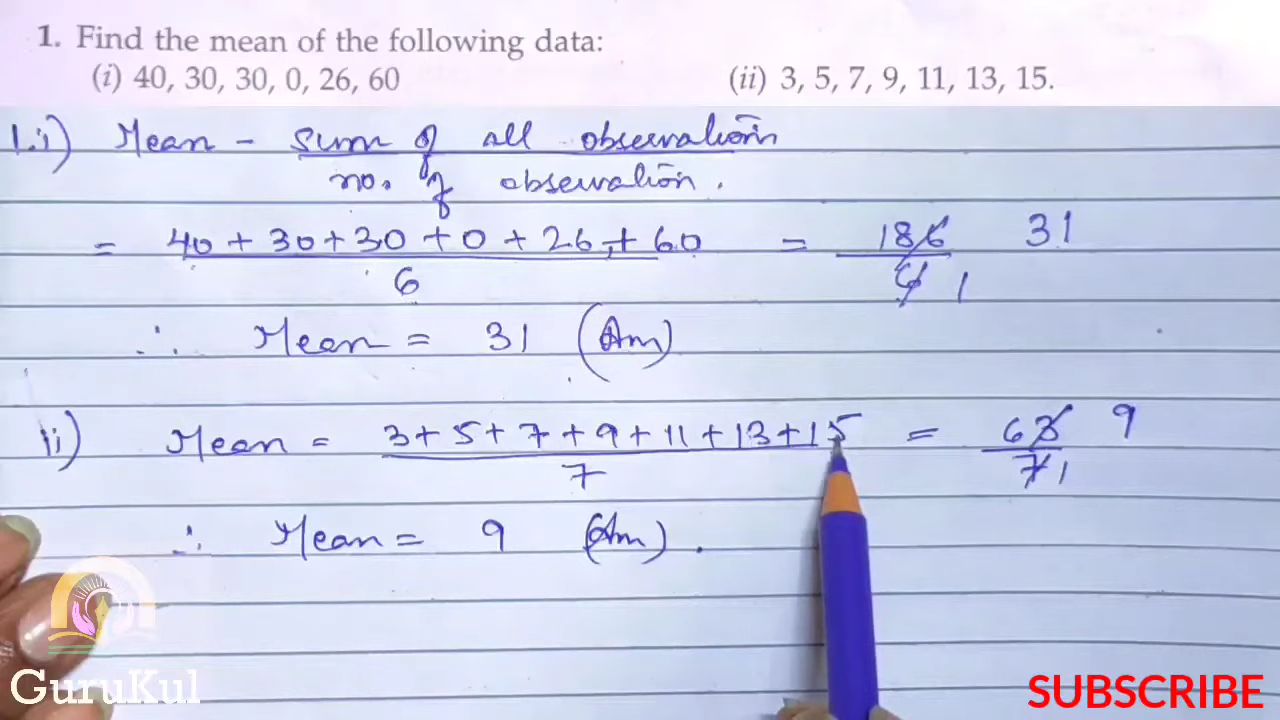 1. Find the mean of the following data:
(i) 40, 30, 30, 0, 26, 60 (ii) 3, 5, 7, 9, 11, 13, 15.
1.i) Mean - sum of all observation
no. of observation.
= 40 + 30 + 30 + 0 + 26 + 60 = 186 31
6 6 1
∴ Mean = 31 (Ans)
ii) Mean = 3 + 5 + 7 + 9 + 11 + 13 + 15 = 63 9
7 7 1
∴ Mean = 9 (Ans).
GuruKul
SUBSCRIBE